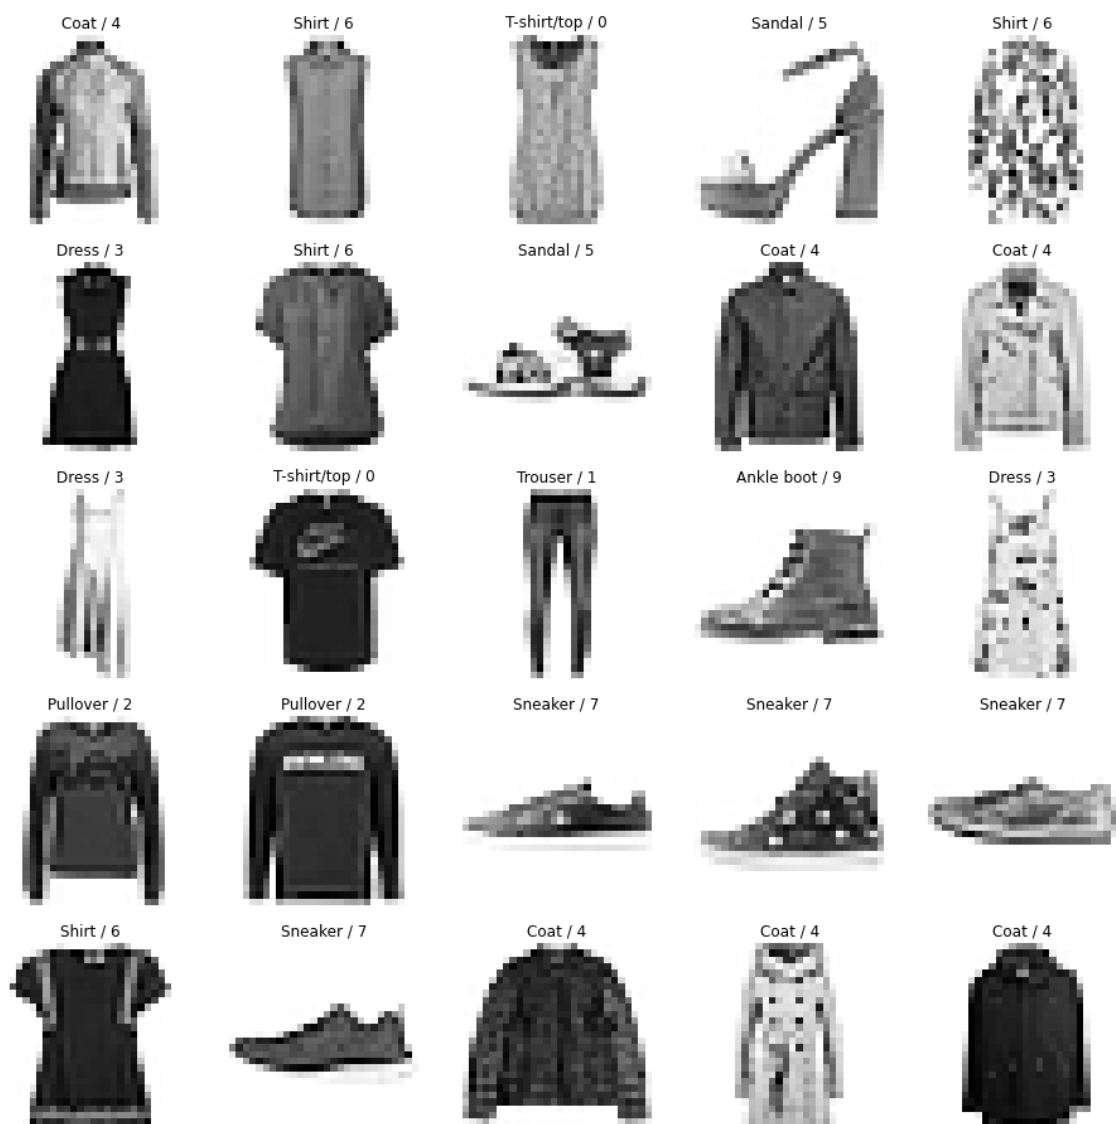 Coat / 4
Shirt / 6
T-shirt/top / 0
Sandal / 5
Shirt / 6
Dress / 3
Shirt / 6
Sandal / 5
Coat / 4
Coat / 4
Dress / 3
T-shirt/top / 0
Trouser / 1
Ankle boot / 9
Dress / 3
Pullover / 2
Pullover / 2
Sneaker / 7
Sneaker / 7
Sneaker / 7
Shirt / 6
Sneaker / 7
Coat / 4
Coat / 4
Coat / 4